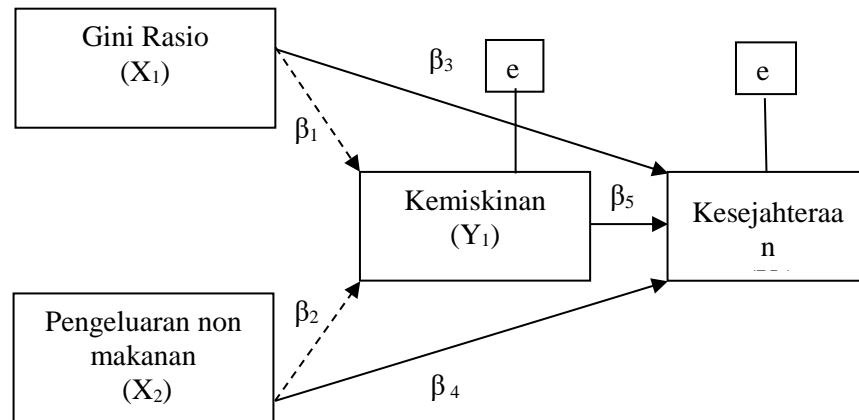 Gini Rasio
(X₁)
β₃
e
e
β₁
Kemiskinan
(Y₁)
β₅
Kesejahteraa
n
β₂
Pengeluaran non
makanan
(X₂)
β₄